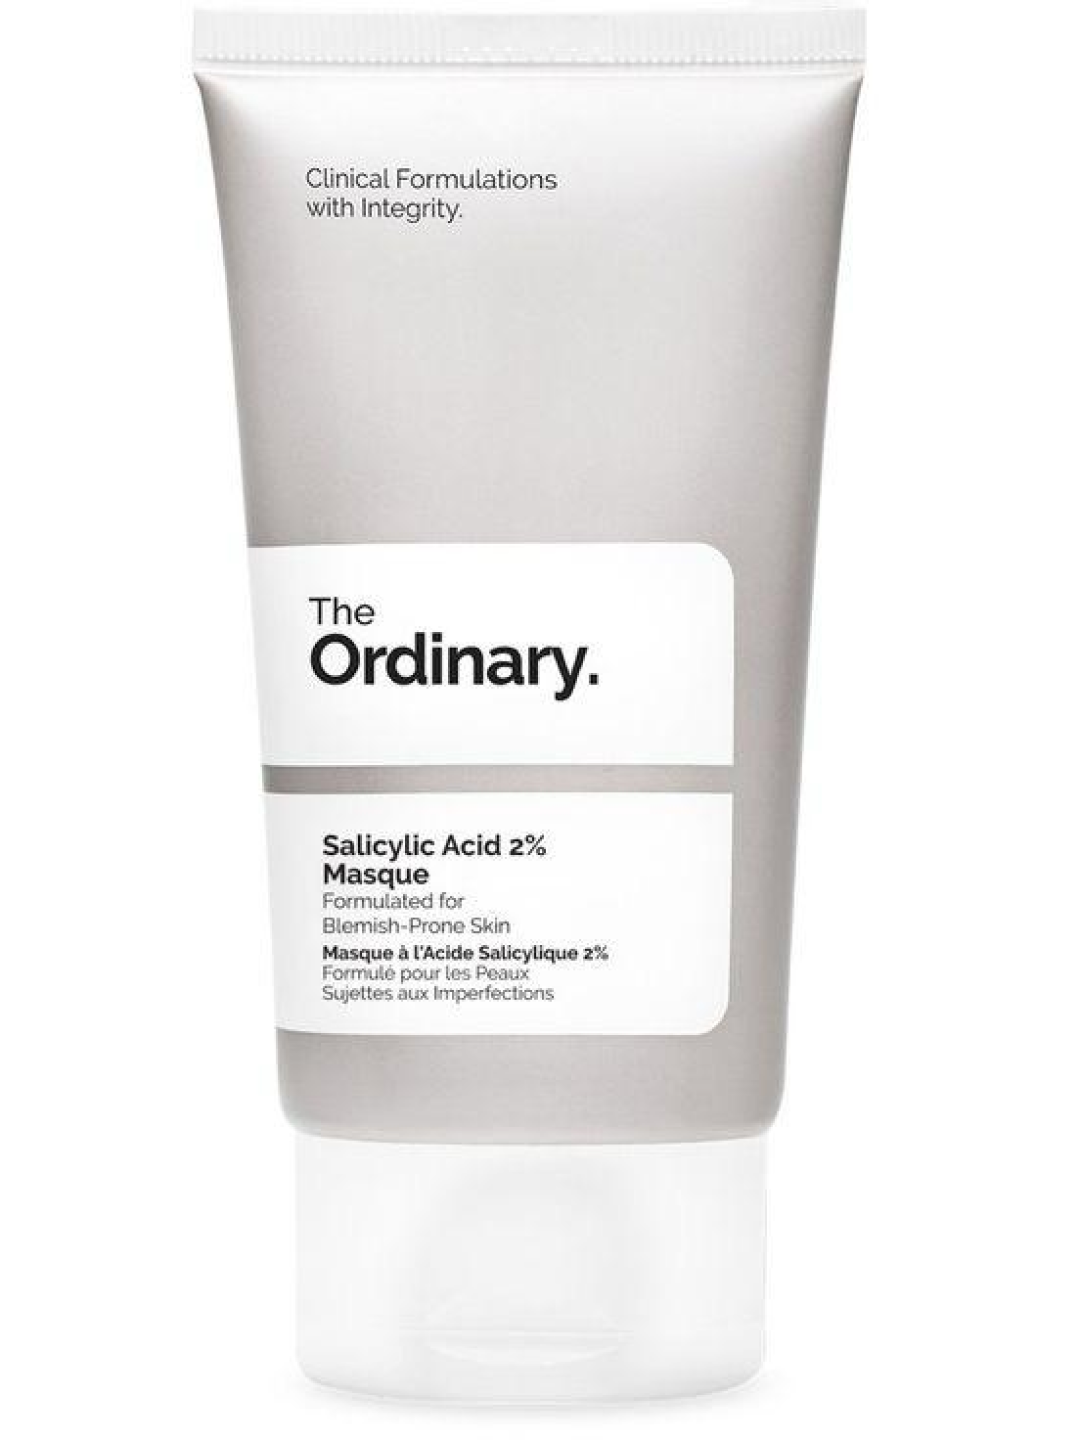 Clinical Formulations
with Integrity.
The
Ordinary.
Salicylic Acid 2%
Masque
Formulated for
Blemish-Prone Skin
Masque à l'Acide Salicylique 2%
Formulé pour les Peaux
Sujettes aux Imperfections